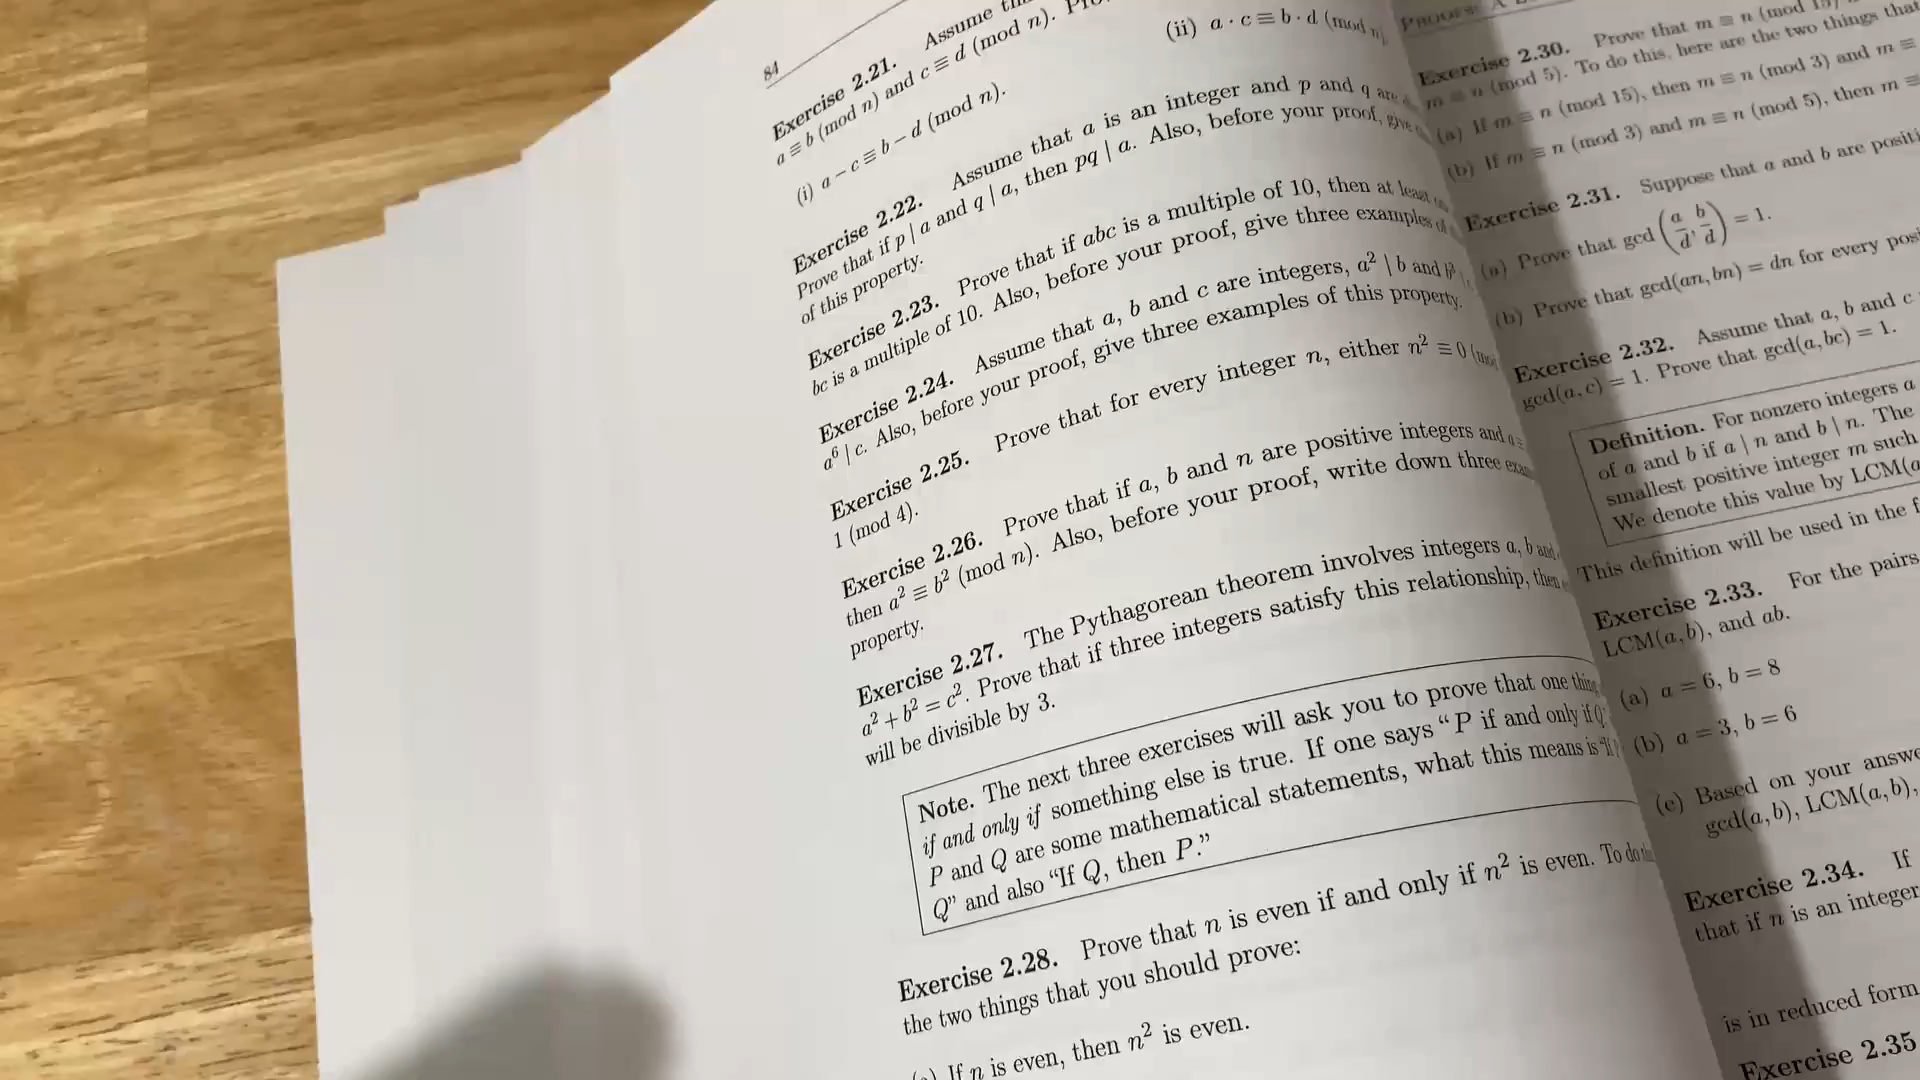 84
Exercise 2.21. Assume
a ≡ b (mod n) and c ≡ d (mod n).
(i) a − c ≡ b − d (mod n).
(ii) a · c ≡ b · d (mod n)
Exercise 2.22. Assume that a is an integer and p and q are
Prove that if p | a and q | a, then pq | a. Also, before your proof, give
of this property.
Exercise 2.23. Prove that if abc is a multiple of 10, then at least
bc is a multiple of 10. Also, before your proof, give three examples of
Exercise 2.24. Assume that a, b and c are integers, a² | b and b³
a⁶ | c. Also, before your proof, give three examples of this property.
Exercise 2.25. Prove that for every integer n, either n² ≡ 0
1 (mod 4).
Exercise 2.26. Prove that if a, b and n are positive integers and a ≡
then a² ≡ b² (mod n). Also, before your proof, write down three
property.
Exercise 2.27. The Pythagorean theorem involves integers a, b and
a² + b² = c². Prove that if three integers satisfy this relationship, then
will be divisible by 3.
Note. The next three exercises will ask you to prove that one thing
if and only if something else is true. If one says “P if and only if Q
P and Q are some mathematical statements, what this means is
Q” and also “If Q, then P.”
Exercise 2.28. Prove that n is even if and only if n² is even. To do
the two things that you should prove:
If n is even, then n² is even.
Exercise 2.30. Prove that m ≡ n (mod 15)
m ≡ n (mod 5). To do this, here are the two things that
(a) If m ≡ n (mod 15), then m ≡ n (mod 3) and m ≡
(b) If m ≡ n (mod 3) and m ≡ n (mod 5), then m ≡
Exercise 2.31. Suppose that a and b are
(a) Prove that gcd (a/d, b/d) = 1.
(b) Prove that gcd(an, bn) = dn for every
Exercise 2.32. Assume that a, b and c
gcd(a, c) = 1. Prove that gcd(a, bc) = 1.
Definition. For nonzero integers a
of a and b if a | n and b | n. The
smallest positive integer m such
We denote this value by LCM(a
This definition will be used in the
Exercise 2.33. For the pairs
LCM(a, b), and ab.
(a) a = 6, b = 8
(b) a = 3, b = 6
(c) Based on your
gcd(a, b), LCM(a, b),
Exercise 2.34. If
that if n is an integer
is in reduced form
Exercise 2.35